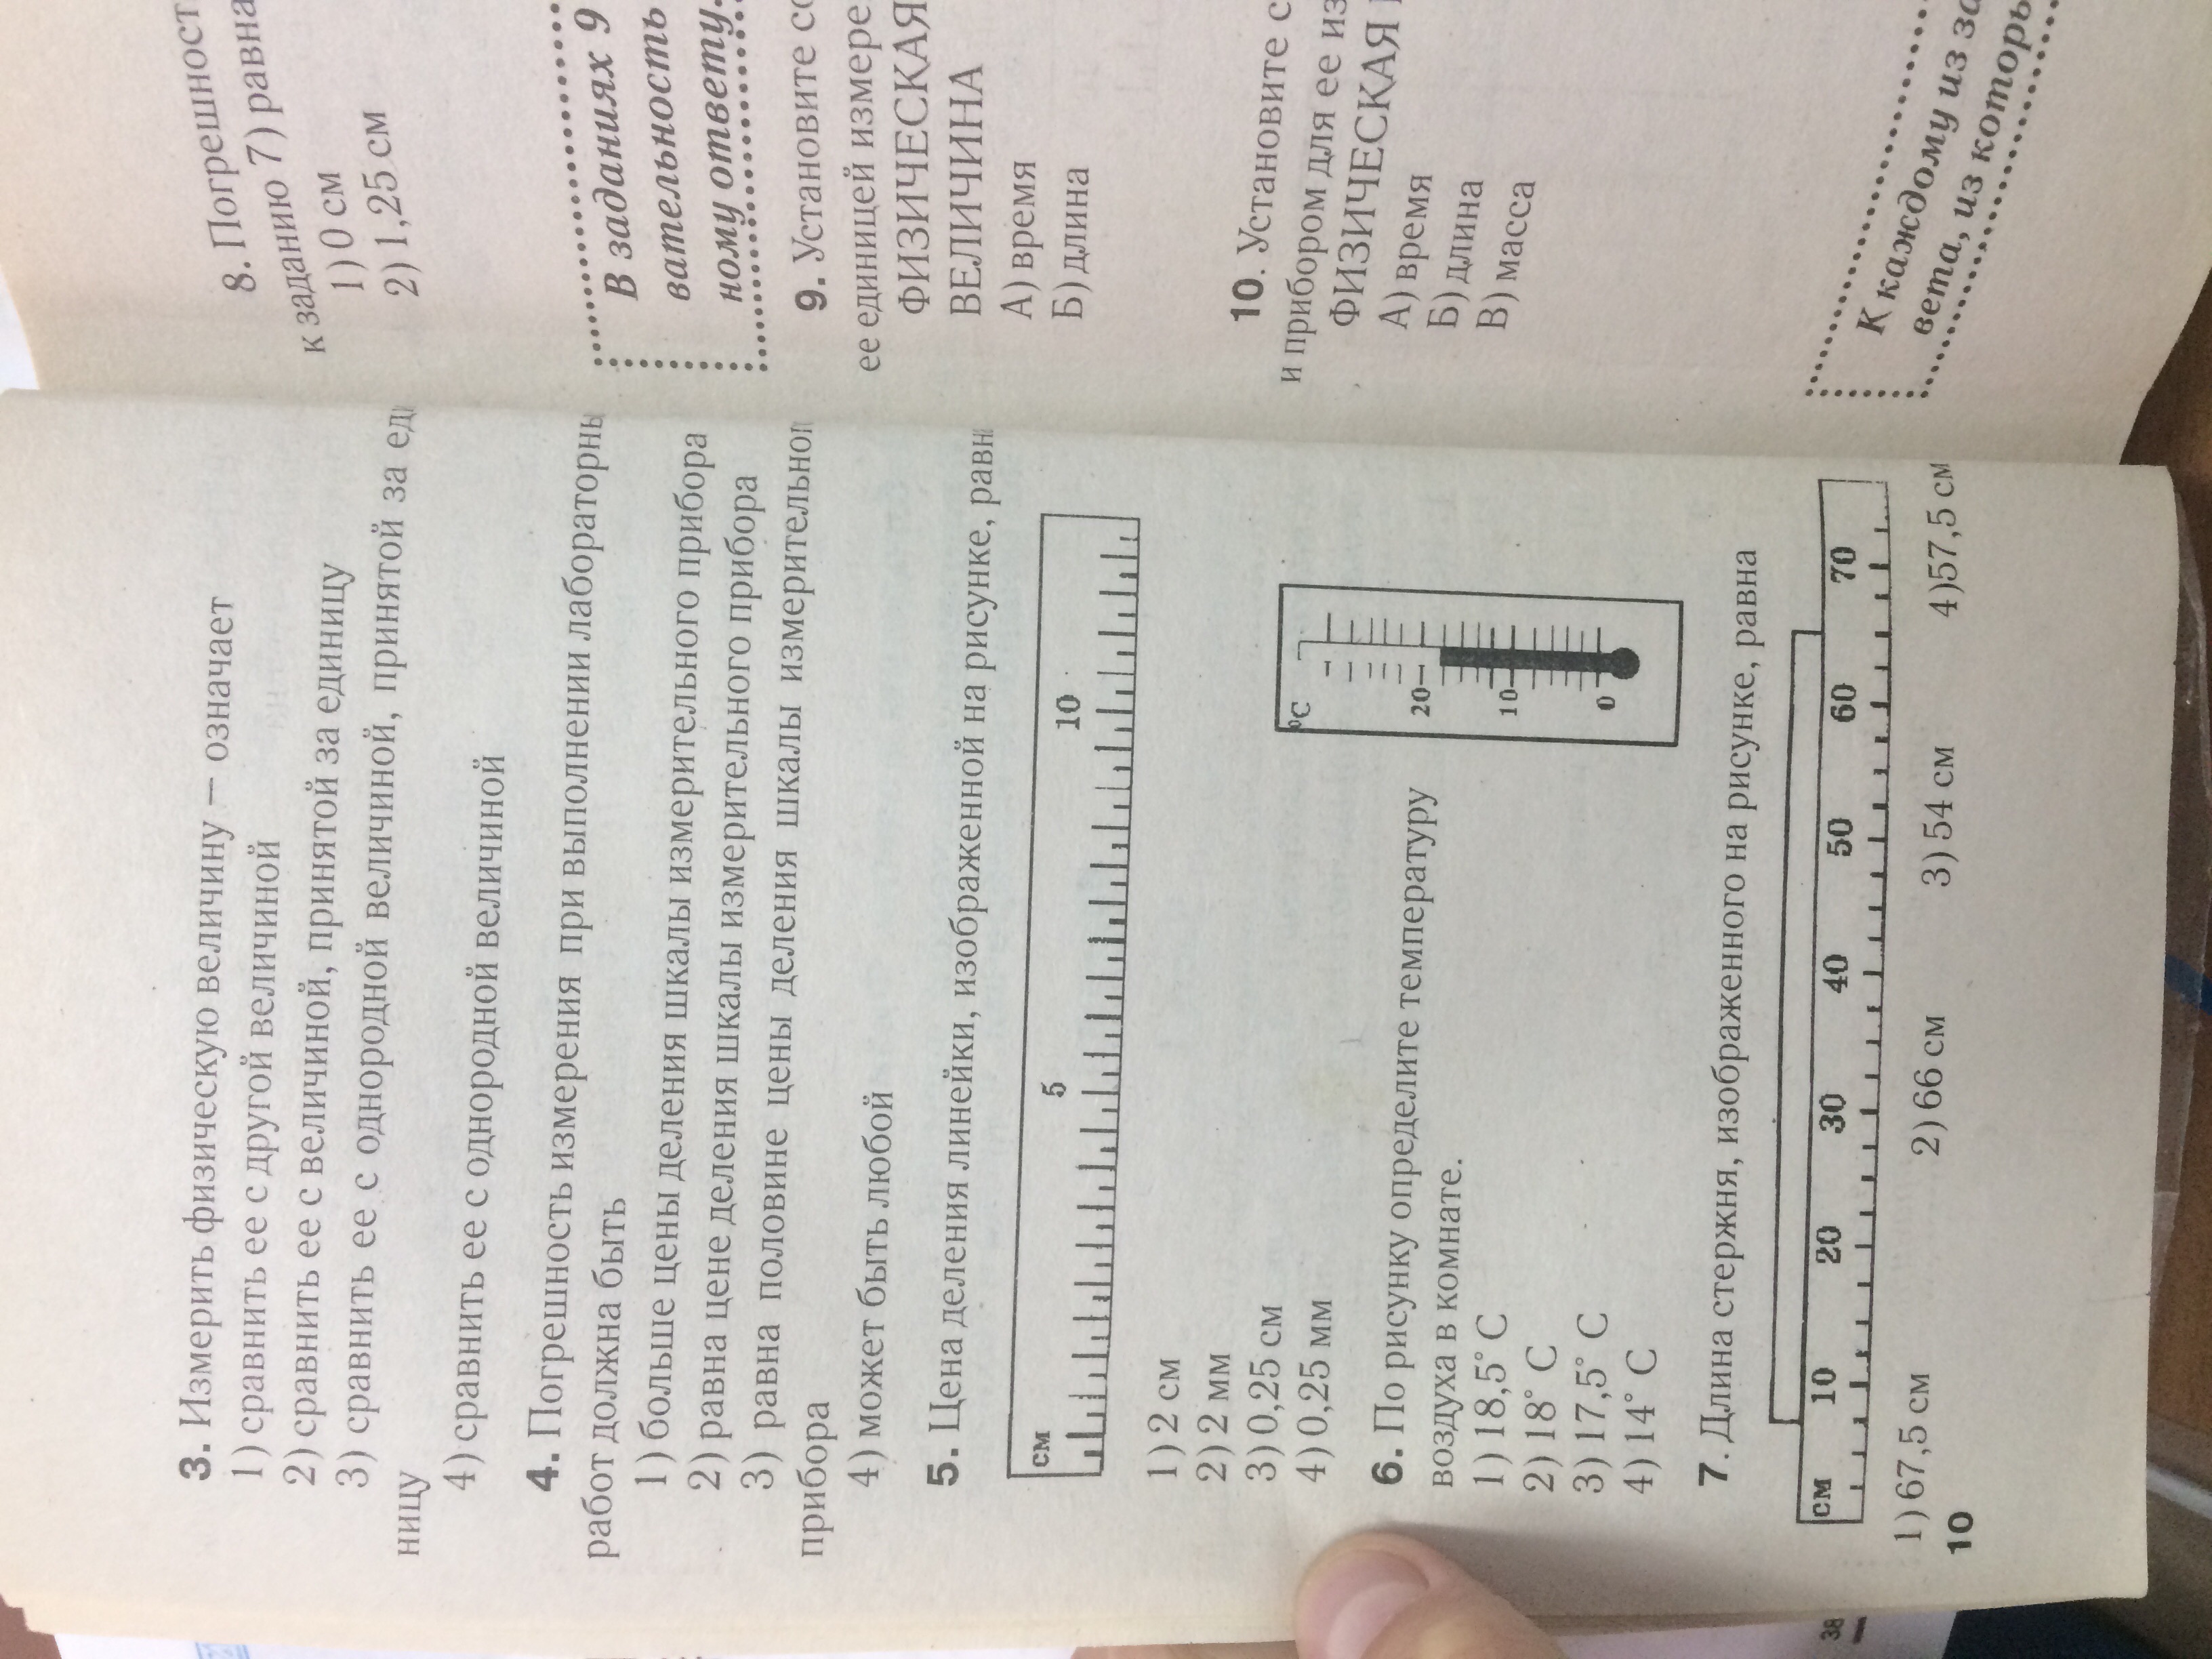 3. Измерить физическую величину — означает
1) сравнить ее с другой величиной
2) сравнить ее с величиной, принятой за единицу
3) сравнить ее с однородной величиной, принятой за еди
ницу
4) сравнить ее с однородной величиной
4. Погрешность измерения при выполнении лабораторны
работ должна быть
1) больше цены деления шкалы измерительного прибора
2) равна цене деления шкалы измерительного прибора
3) равна половине цены деления шкалы измерительног
прибора
4) может быть любой
5. Цена деления линейки, изображенной на рисунке, равн
см 5 10
1) 2 см
2) 2 мм
3) 0,25 см
4) 0,25 мм
6. По рисунку определите температуру
воздуха в комнате.
1) 18,5° С
2) 18° С
3) 17,5° С
4) 14° С
°С
20
10
0
7. Длина стержня, изображенного на рисунке, равна
см 10 20 30 40 50 60 70
1) 67,5 см 2) 66 см 3) 54 см 4) 57,5 см
10
8. Погрешност
к заданию 7) равна
1) 0 см
2) 1,25 см
В заданиях 9
вательность
ному ответу.
9. Установите со
ее единицей измере
ФИЗИЧЕСКАЯ
ВЕЛИЧИНА
А) время
Б) длина
10. Установите с
и прибором для ее из
ФИЗИЧЕСКАЯ
А) время
Б) длина
В) масса
К каждому из за
вета, из которы
38